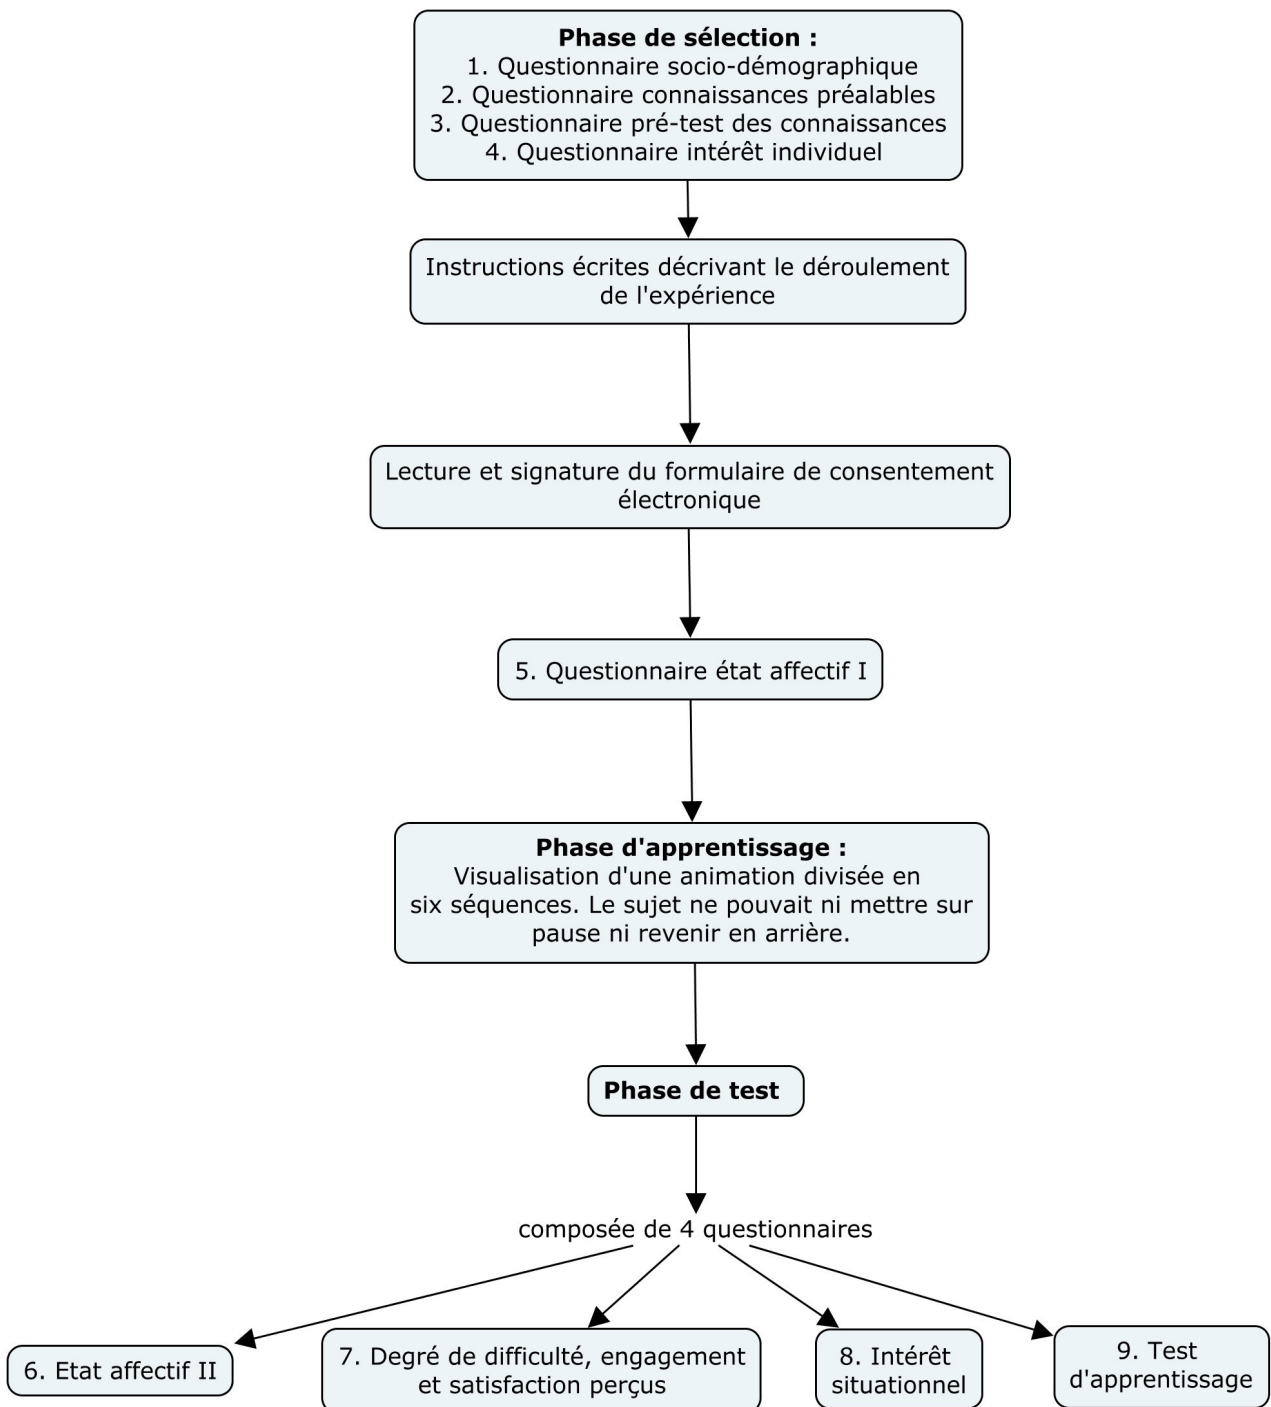 Phase de sélection :
1. Questionnaire socio-démographique
2. Questionnaire connaissances préalables
3. Questionnaire pré-test des connaissances
4. Questionnaire intérêt individuel
Instructions écrites décrivant le déroulement
de l'expérience
Lecture et signature du formulaire de consentement
électronique
5. Questionnaire état affectif I
Phase d'apprentissage :
Visualisation d'une animation divisée en
six séquences. Le sujet ne pouvait ni mettre sur
pause ni revenir en arrière.
Phase de test
composée de 4 questionnaires
6. Etat affectif II
7. Degré de difficulté, engagement
et satisfaction perçus
8. Intérêt
situationnel
9. Test
d'apprentissage